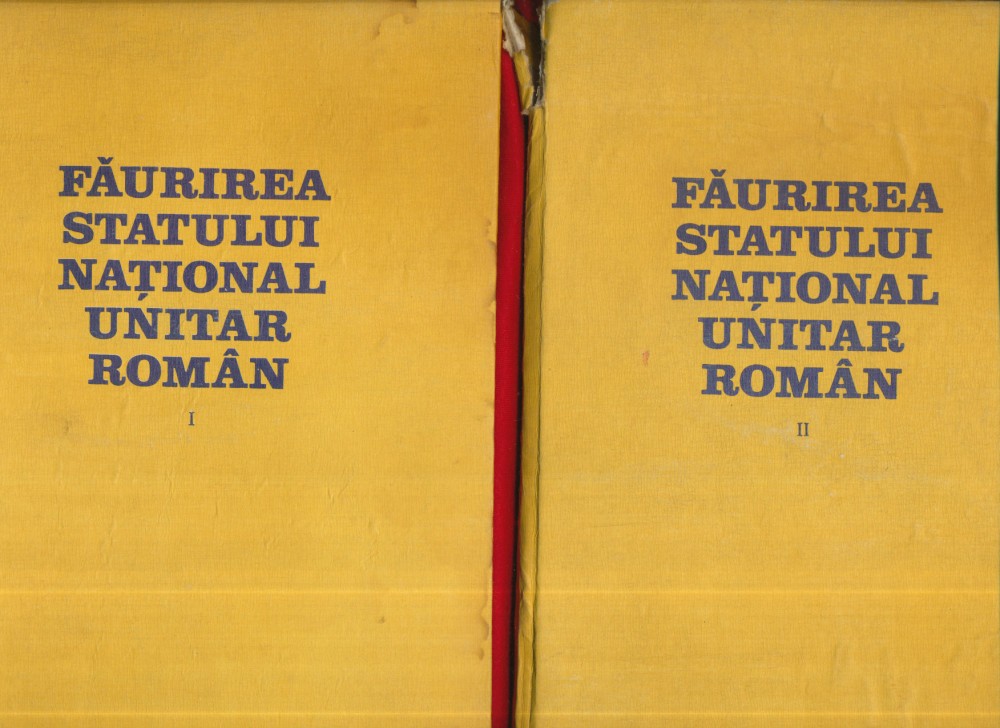 FĂURIREA
STATULUI
NAȚIONAL
UNITAR
ROMÂN
I
FĂURIREA
STATULUI
NAȚIONAL
UNITAR
ROMÂN
II